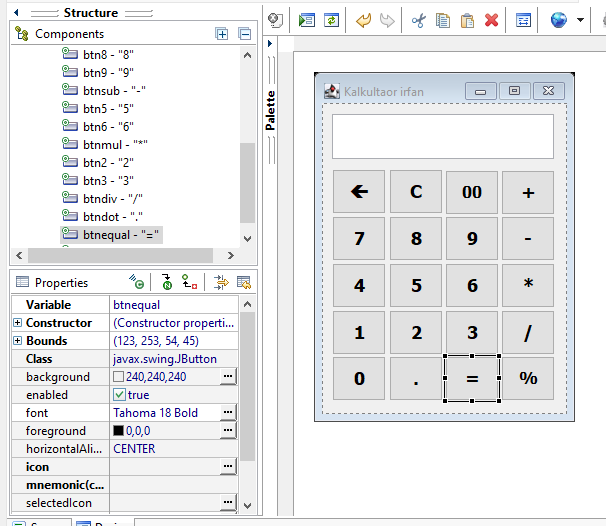 Structure
Components
btn8 - "8"
btn9 - "9"
btnsub - "-"
btn5 - "5"
btn6 - "6"
btnmul - "*"
btn2 - "2"
btn3 - "3"
btndiv - "/"
btndot - "."
btnequal - "="
Properties
Variable btnequal
Constructor (Constructor properti...
Bounds (123, 253, 54, 45)
Class javax.swing.JButton
background 240,240,240 ...
enabled true
font Tahoma 18 Bold ...
foreground 0,0,0 ...
horizontalAli... CENTER
icon ...
mnemonic(c... ...
selectedIcon ...
Palette
Kalkultaor irfan
🡰 C 00 +
7 8 9 -
4 5 6 *
1 2 3 /
0 . = %